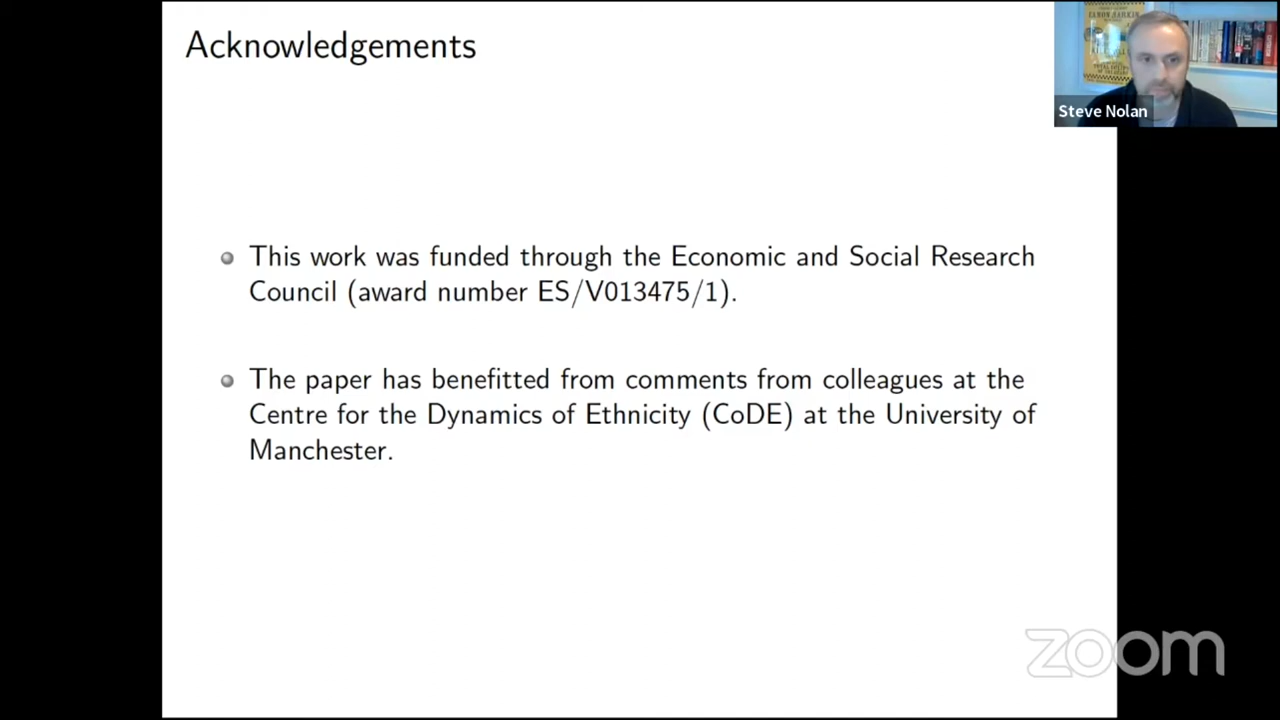 Acknowledgements
Steve Nolan
This work was funded through the Economic and Social Research
Council (award number ES/V013475/1).
The paper has benefitted from comments from colleagues at the
Centre for the Dynamics of Ethnicity (CoDE) at the University of
Manchester.
zoom